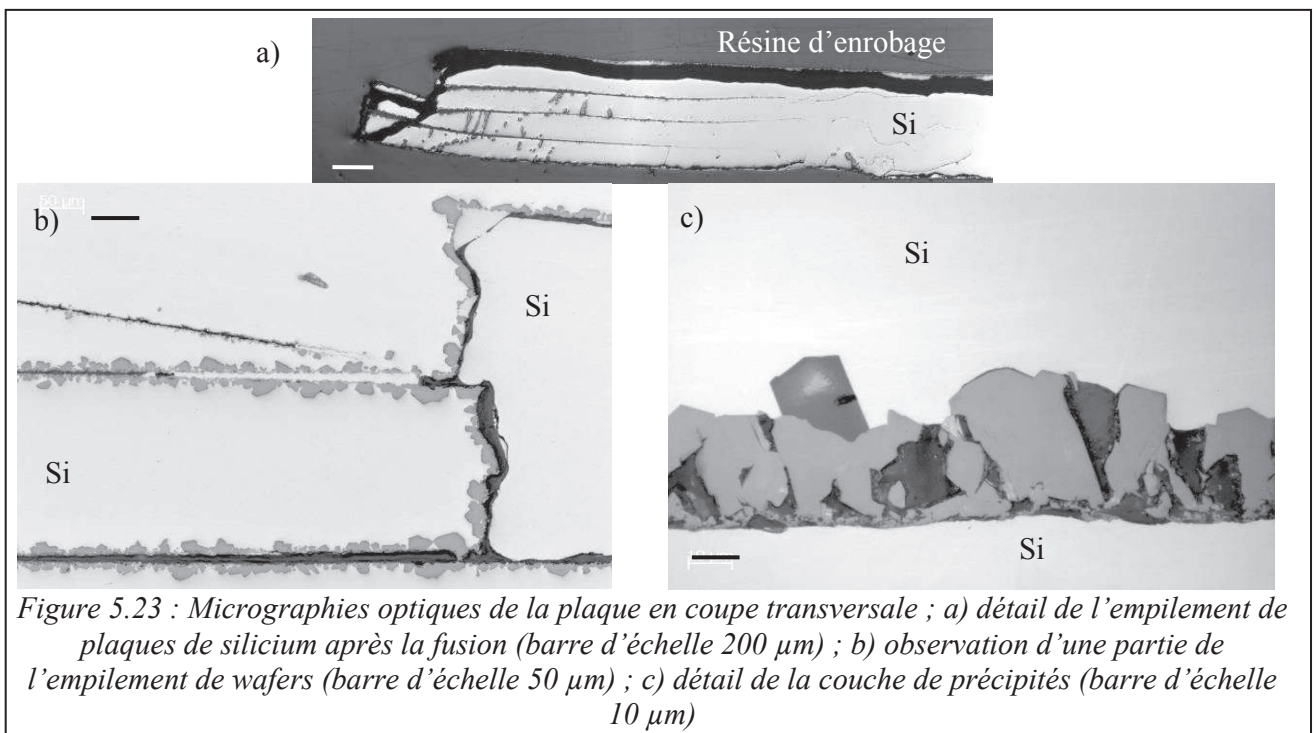 a)
Résine d’enrobage
Si
b)
50 µm
Si
Si
c)
Si
Si
Figure 5.23 : Micrographies optiques de la plaque en coupe transversale ; a) détail de l’empilement de
plaques de silicium après la fusion (barre d’échelle 200 µm) ; b) observation d’une partie de
l’empilement de wafers (barre d’échelle 50 µm) ; c) détail de la couche de précipités (barre d’échelle
10 µm)